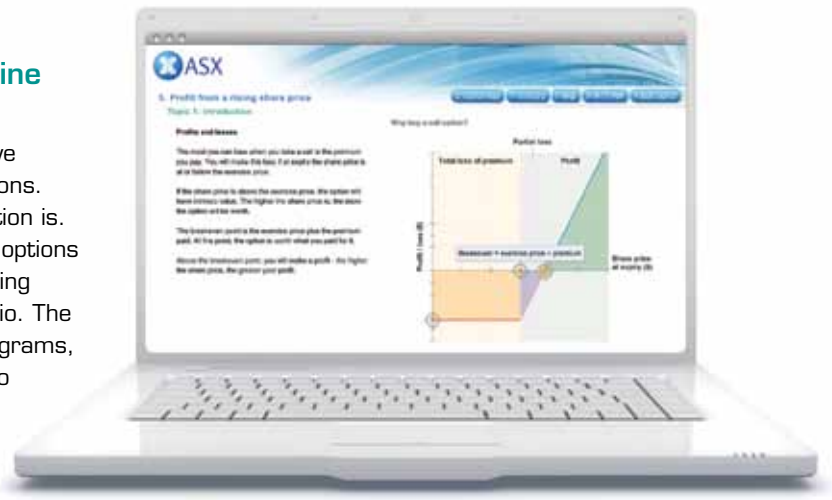 ine
ve
ons.
tion is.
options
ing
io. The
grams,
o
ASX
5. Profit from a rising share price
Topic 1: Introduction
Profits and losses
The most you can lose when you take a call is the premium
you pay. You will make this loss if at expiry the share price is
at or below the exercise price.
If the share price is above the exercise price, the option will
have intrinsic value. The higher the share price is, the more
the option will be worth.
The breakeven point is the exercise price plus the premium
paid. At this point, the option is worth what you paid for it.
Above the breakeven point, you will make a profit - the higher
the share price, the greater your profit.
Why buy a call option?
Partial loss
Total loss of premium
Profit
Profit / loss ($)
Breakeven = exercise price + premium
Share price
at expiry ($)